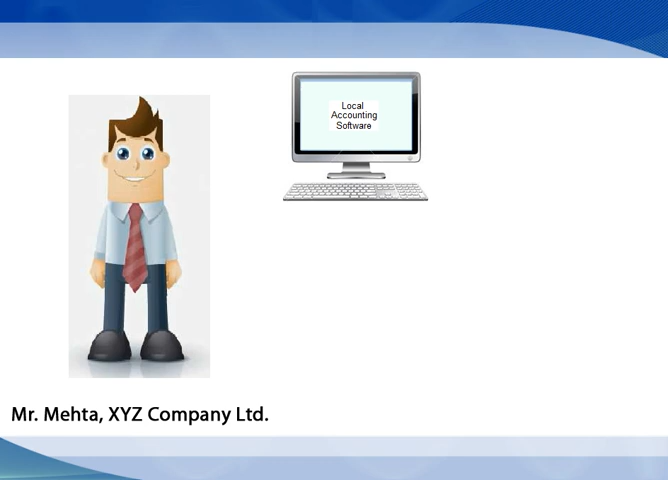 Local
Accounting
Software
Mr. Mehta, XYZ Company Ltd.